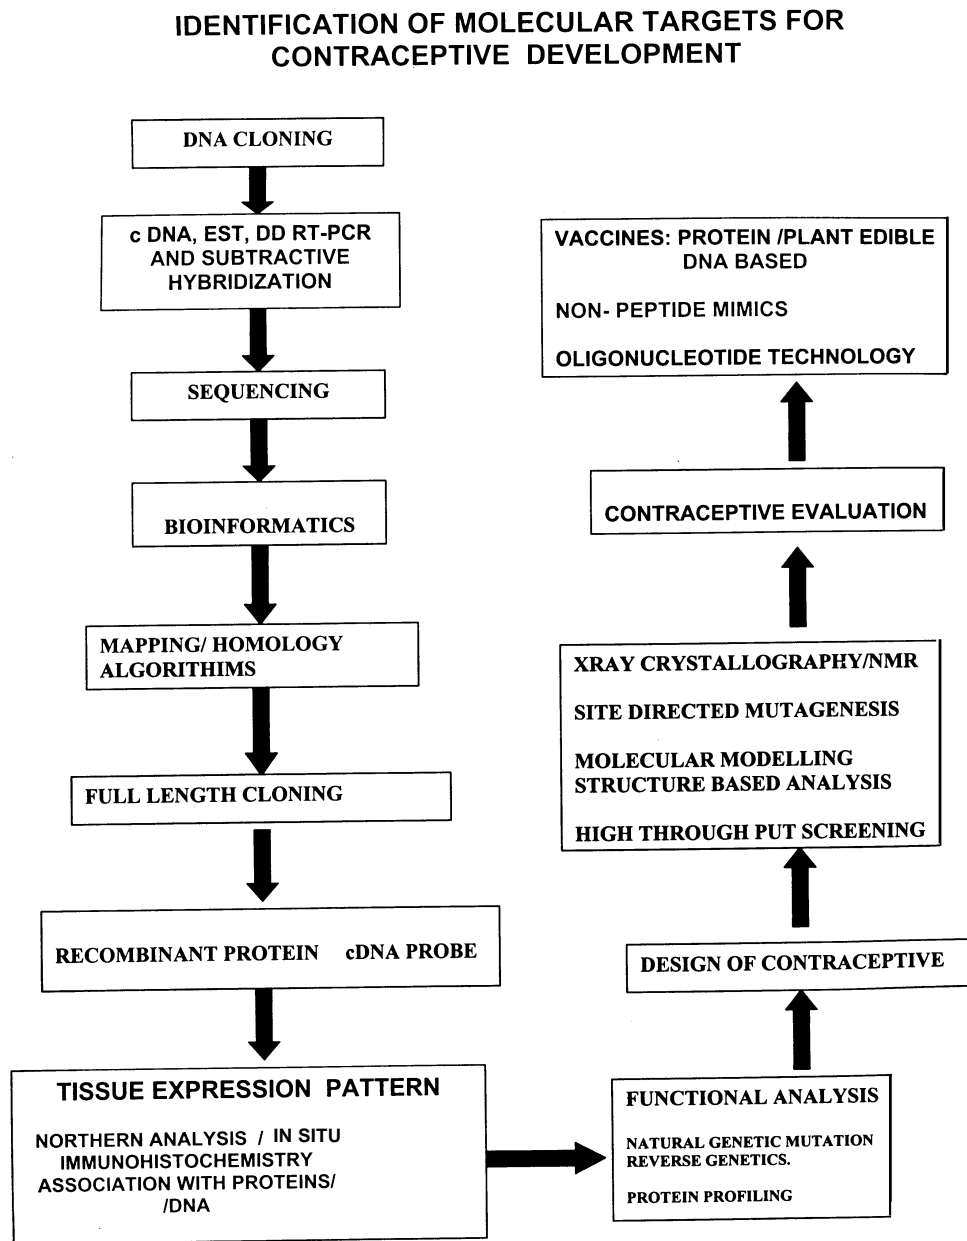 IDENTIFICATION OF MOLECULAR TARGETS FOR
CONTRACEPTIVE DEVELOPMENT
DNA CLONING
c DNA, EST, DD RT-PCR
AND SUBTRACTIVE
HYBRIDIZATION
SEQUENCING
BIOINFORMATICS
MAPPING/ HOMOLOGY
ALGORITHIMS
FULL LENGTH CLONING
RECOMBINANT PROTEIN cDNA PROBE
TISSUE EXPRESSION PATTERN
NORTHERN ANALYSIS / IN SITU
IMMUNOHISTOCHEMISTRY
ASSOCIATION WITH PROTEINS/
/DNA
FUNCTIONAL ANALYSIS
NATURAL GENETIC MUTATION
REVERSE GENETICS.
PROTEIN PROFILING
DESIGN OF CONTRACEPTIVE
XRAY CRYSTALLOGRAPHY/NMR
SITE DIRECTED MUTAGENESIS
MOLECULAR MODELLING
STRUCTURE BASED ANALYSIS
HIGH THROUGH PUT SCREENING
CONTRACEPTIVE EVALUATION
VACCINES: PROTEIN /PLANT EDIBLE
DNA BASED
NON- PEPTIDE MIMICS
OLIGONUCLEOTIDE TECHNOLOGY